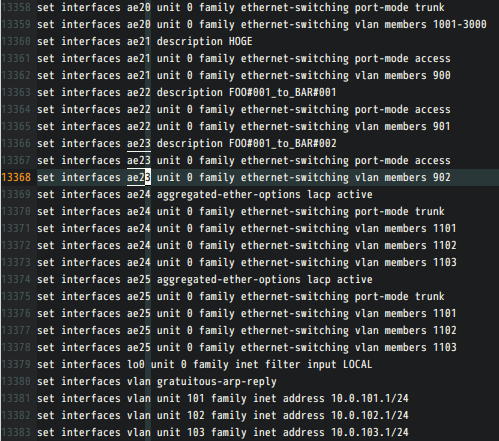 13358 set interfaces ae20 unit 0 family ethernet-switching port-mode trunk
13359 set interfaces ae20 unit 0 family ethernet-switching vlan members 1001-3000
13360 set interfaces ae21 description HOGE
13361 set interfaces ae21 unit 0 family ethernet-switching port-mode access
13362 set interfaces ae21 unit 0 family ethernet-switching vlan members 900
13363 set interfaces ae22 description FOO#001_to_BAR#001
13364 set interfaces ae22 unit 0 family ethernet-switching port-mode access
13365 set interfaces ae22 unit 0 family ethernet-switching vlan members 901
13366 set interfaces ae23 description FOO#001_to_BAR#002
13367 set interfaces ae23 unit 0 family ethernet-switching port-mode access
13368 set interfaces ae23 unit 0 family ethernet-switching vlan members 902
13369 set interfaces ae24 aggregated-ether-options lacp active
13370 set interfaces ae24 unit 0 family ethernet-switching port-mode trunk
13371 set interfaces ae24 unit 0 family ethernet-switching vlan members 1101
13372 set interfaces ae24 unit 0 family ethernet-switching vlan members 1102
13373 set interfaces ae24 unit 0 family ethernet-switching vlan members 1103
13374 set interfaces ae25 aggregated-ether-options lacp active
13375 set interfaces ae25 unit 0 family ethernet-switching port-mode trunk
13376 set interfaces ae25 unit 0 family ethernet-switching vlan members 1101
13377 set interfaces ae25 unit 0 family ethernet-switching vlan members 1102
13378 set interfaces ae25 unit 0 family ethernet-switching vlan members 1103
13379 set interfaces lo0 unit 0 family inet filter input LOCAL
13380 set interfaces vlan gratuitous-arp-reply
13381 set interfaces vlan unit 101 family inet address 10.0.101.1/24
13382 set interfaces vlan unit 102 family inet address 10.0.102.1/24
13383 set interfaces vlan unit 103 family inet address 10.0.103.1/24